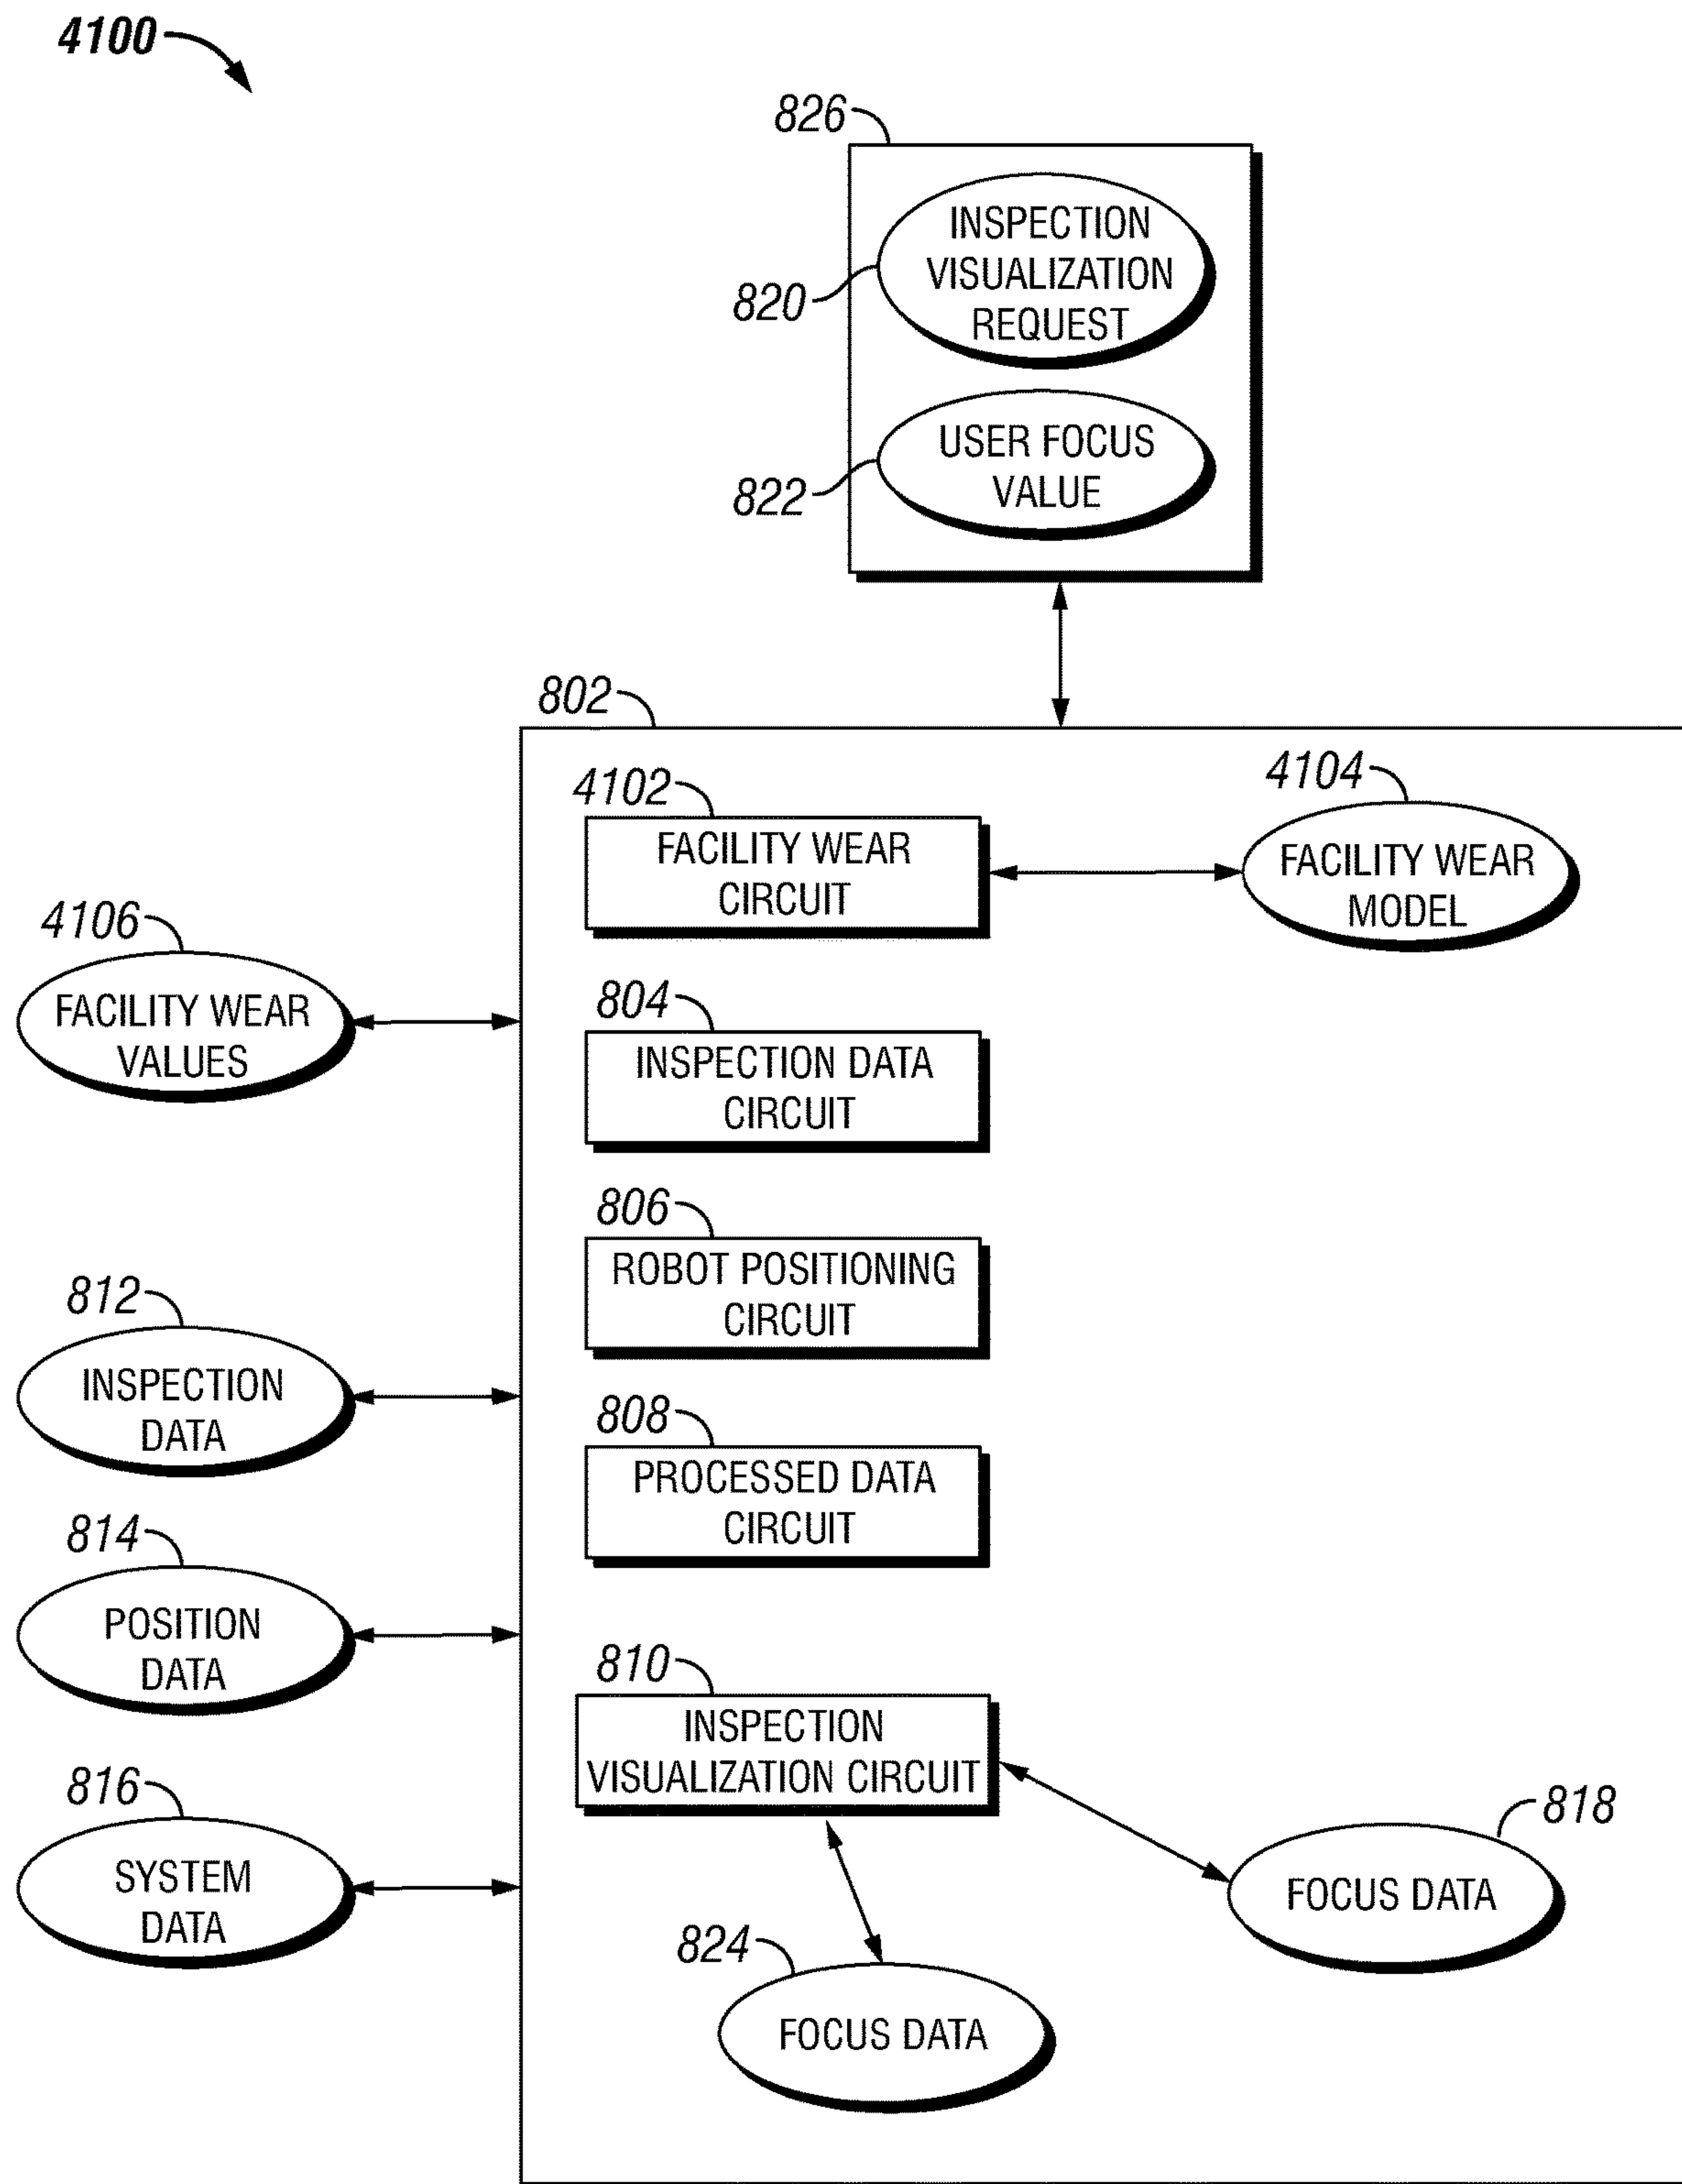 4100
826
INSPECTION
VISUALIZATION
REQUEST
820
USER FOCUS
VALUE
822
802
4102
FACILITY WEAR
CIRCUIT
4104
FACILITY WEAR
MODEL
4106
FACILITY WEAR
VALUES
804
INSPECTION DATA
CIRCUIT
806
ROBOT POSITIONING
CIRCUIT
812
INSPECTION
DATA
808
PROCESSED DATA
CIRCUIT
814
POSITION
DATA
810
INSPECTION
VISUALIZATION CIRCUIT
816
SYSTEM
DATA
818
FOCUS DATA
824
FOCUS DATA